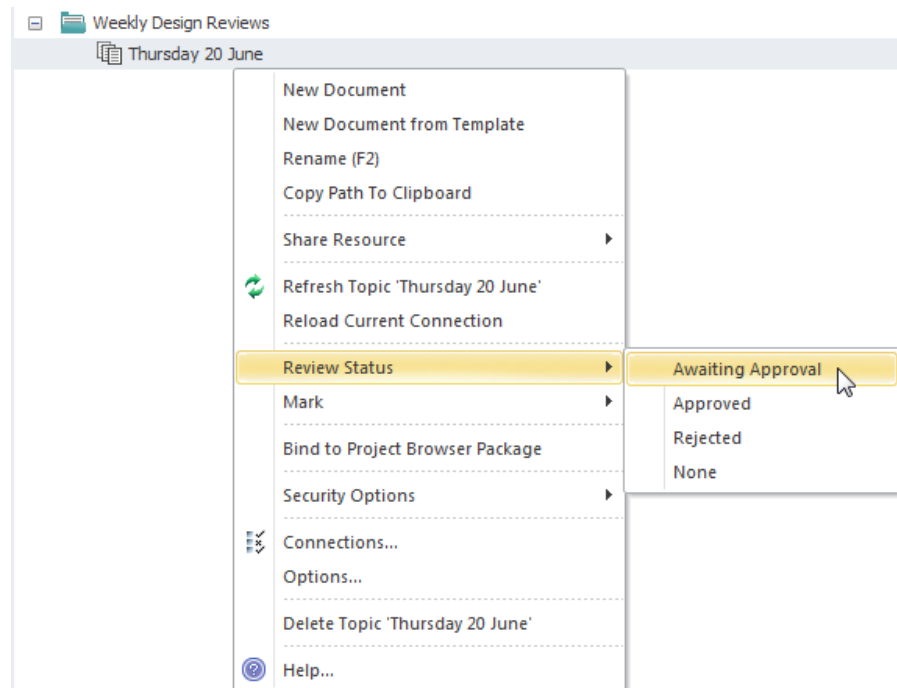 Weekly Design Reviews
Thursday 20 June
New Document
New Document from Template
Rename (F2)
Copy Path To Clipboard
Share Resource
Refresh Topic 'Thursday 20 June'
Reload Current Connection
Review Status
Awaiting Approval
Approved
Rejected
None
Mark
Bind to Project Browser Package
Security Options
Connections...
Options...
Delete Topic 'Thursday 20 June'
Help...